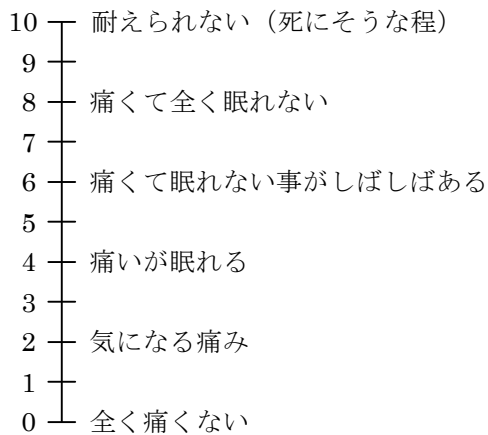 10 耐えられない（死にそうな程）
9
8 痛くて全く眠れない
7
6 痛くて眠れない事がしばしばある
5
4 痛いが眠れる
3
2 気になる痛み
1
0 全く痛くない